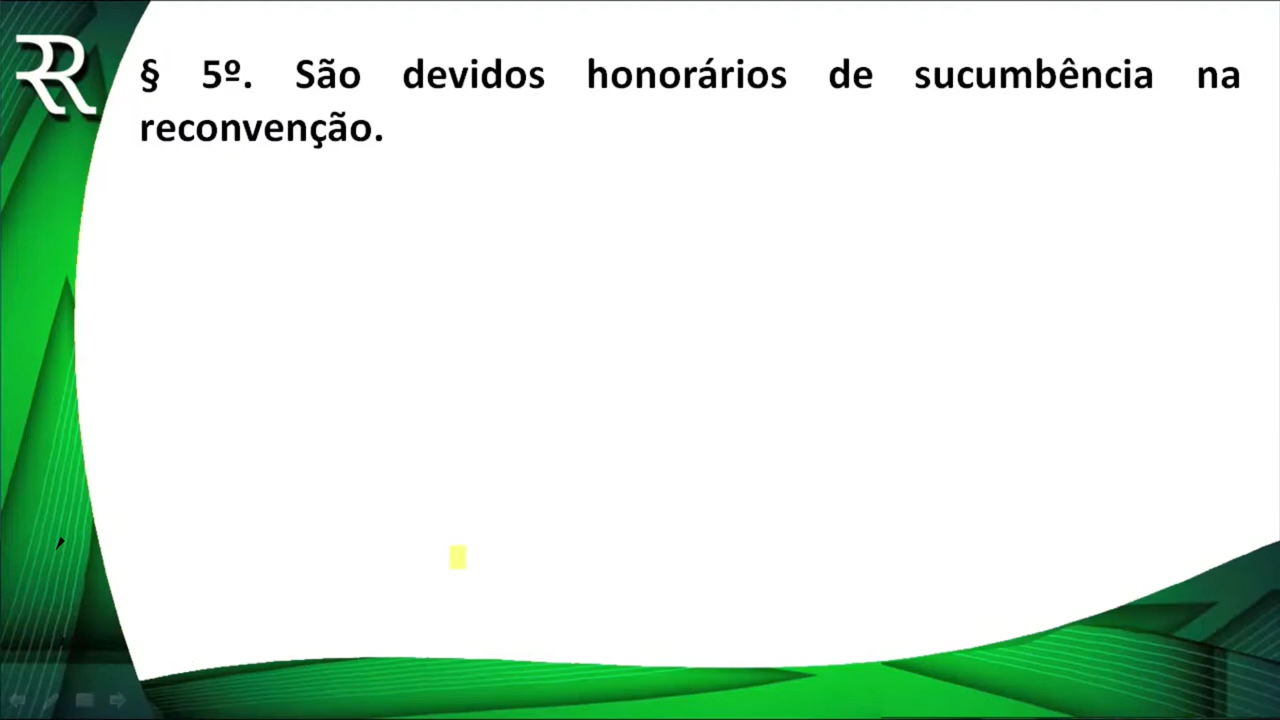 § 5º. São devidos honorários de sucumbência na
reconvenção.